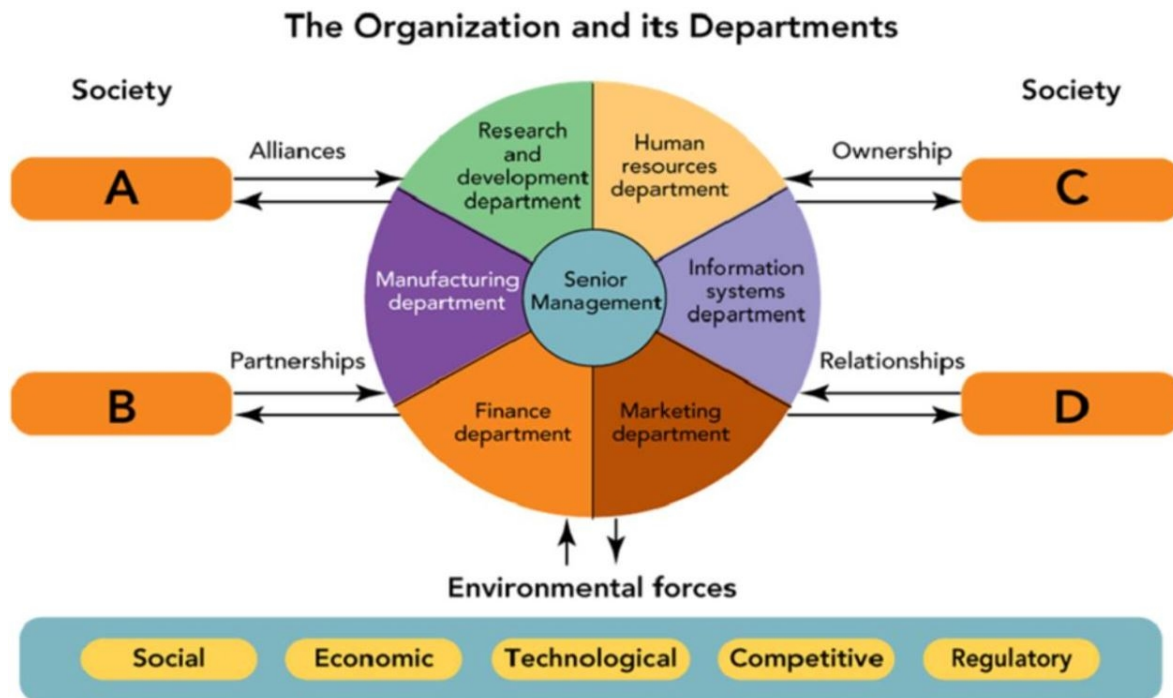 The Organization and its Departments
Society
Society
Alliances
Ownership
A
C
Research
and
development
department
Human
resources
department
Manufacturing
department
Senior
Management
Information
systems
department
Partnerships
Relationships
B
D
Finance
department
Marketing
department
Environmental forces
Social
Economic
Technological
Competitive
Regulatory